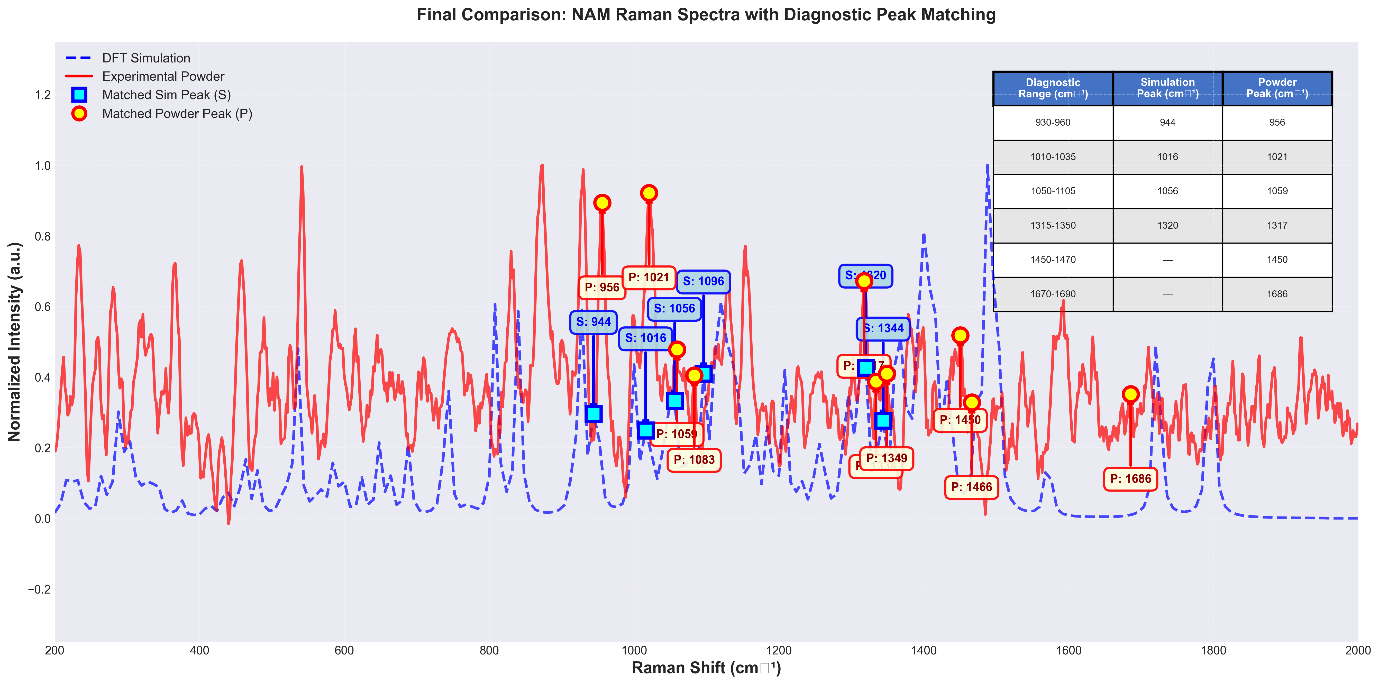 Final Comparison: NAM Raman Spectra with Diagnostic Peak Matching
DFT Simulation
Experimental Powder
Matched Sim Peak (S)
Matched Powder Peak (P)
Diagnostic
Range (cm□⁻¹)
Simulation
Peak (cm□¹)
Powder
Peak (cm□¹)
930-960 944 956
1010-1035 1016 1021
1050-1105 1056 1059
1315-1350 1320 1317
1450-1470 — 1450
1670-1690 — 1686
Normalized Intensity (a.u.)
1.2
1.0
0.8
0.6
0.4
0.2
0.0
−0.2
P: 956
P: 1021
S: 1096
S: 944
S: 1016
S: 1056
P: 1059
P: 1083
S: 1344
P: 1349
P: 1450
P: 1466
P: 1686
200 400 600 800 1000 1200 1400 1600 1800 2000
Raman Shift (cm□¹)